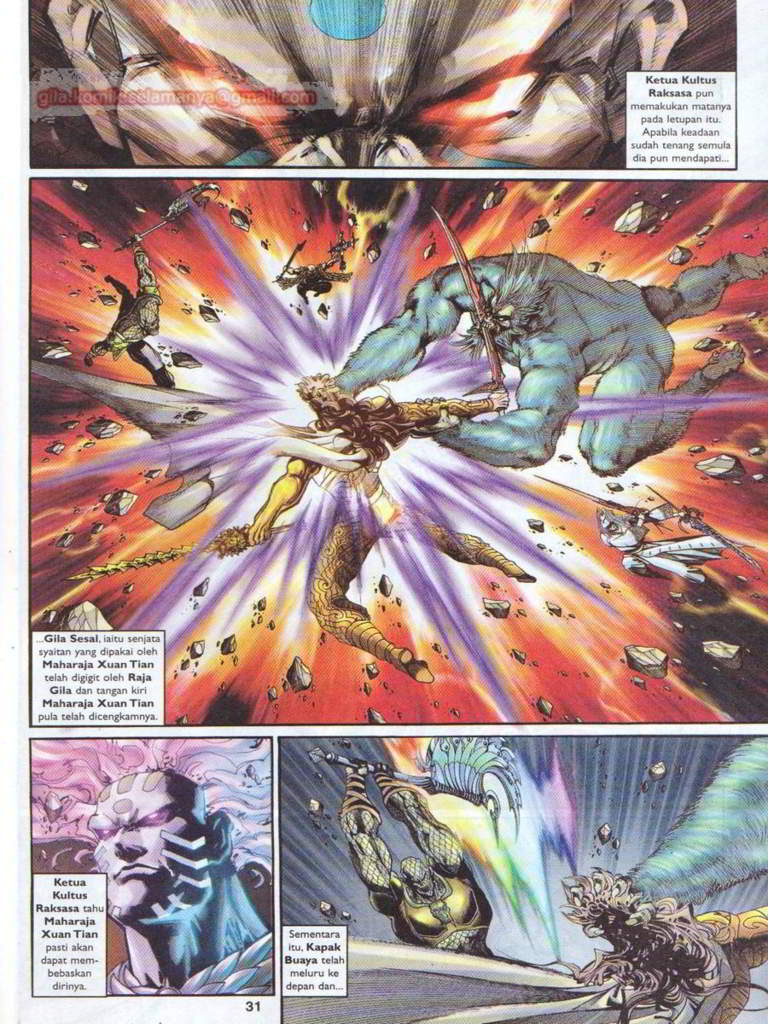 gila.komikselamanya@gmail.com
Ketua Kultus
Raksasa pun
memakukan matanya
pada letupan itu.
Apabila keadaan
sudah tenang semula
dia pun mendapati...
...Gila Sesal, iaitu senjata
syaitan yang dipakai oleh
Maharaja Xuan Tian
telah digigit oleh Raja
Gila dan tangan kiri
Maharaja Xuan Tian
pula telah dicengkamnya.
Ketua
Kultus
Raksasa tahu
Maharaja
Xuan Tian
pasti akan
dapat mem-
bebaskan
dirinya.
Sementara
itu, Kapak
Buaya telah
meluru ke
depan dan...
31